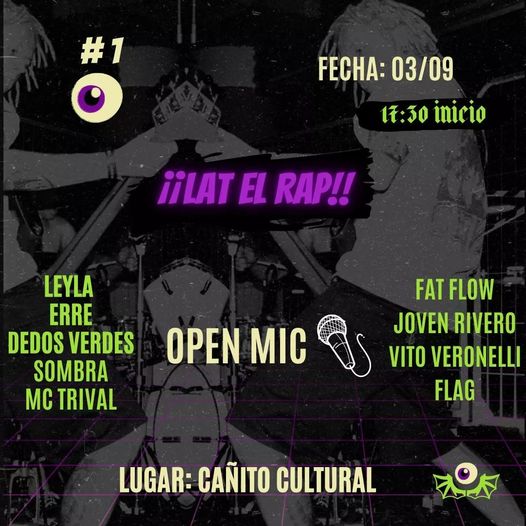 # 1
FECHA: 03/09
17:30 inicio
¡¡LAT EL RAP!!
LEYLA
ERRE
DEDOS VERDES
SOMBRA
MC TRIVAL
OPEN MIC
FAT FLOW
JOVEN RIVERO
VITO VERONELLI
FLAG
LUGAR: CAÑITO CULTURAL